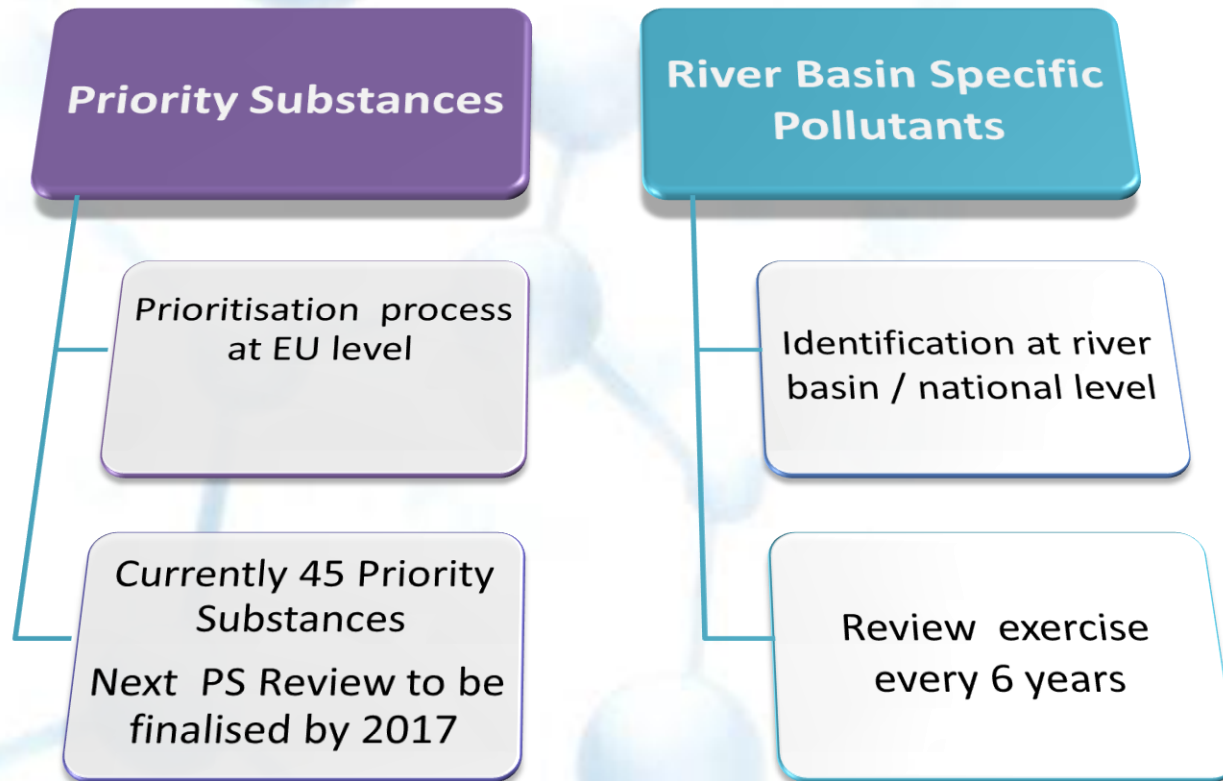 Priority Substances
Prioritisation process
at EU level
Currently 45 Priority
Substances
Next PS Review to be
finalised by 2017
River Basin Specific
Pollutants
Identification at river
basin / national level
Review exercise
every 6 years